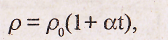 ρ = ρ₀(1 + αt),